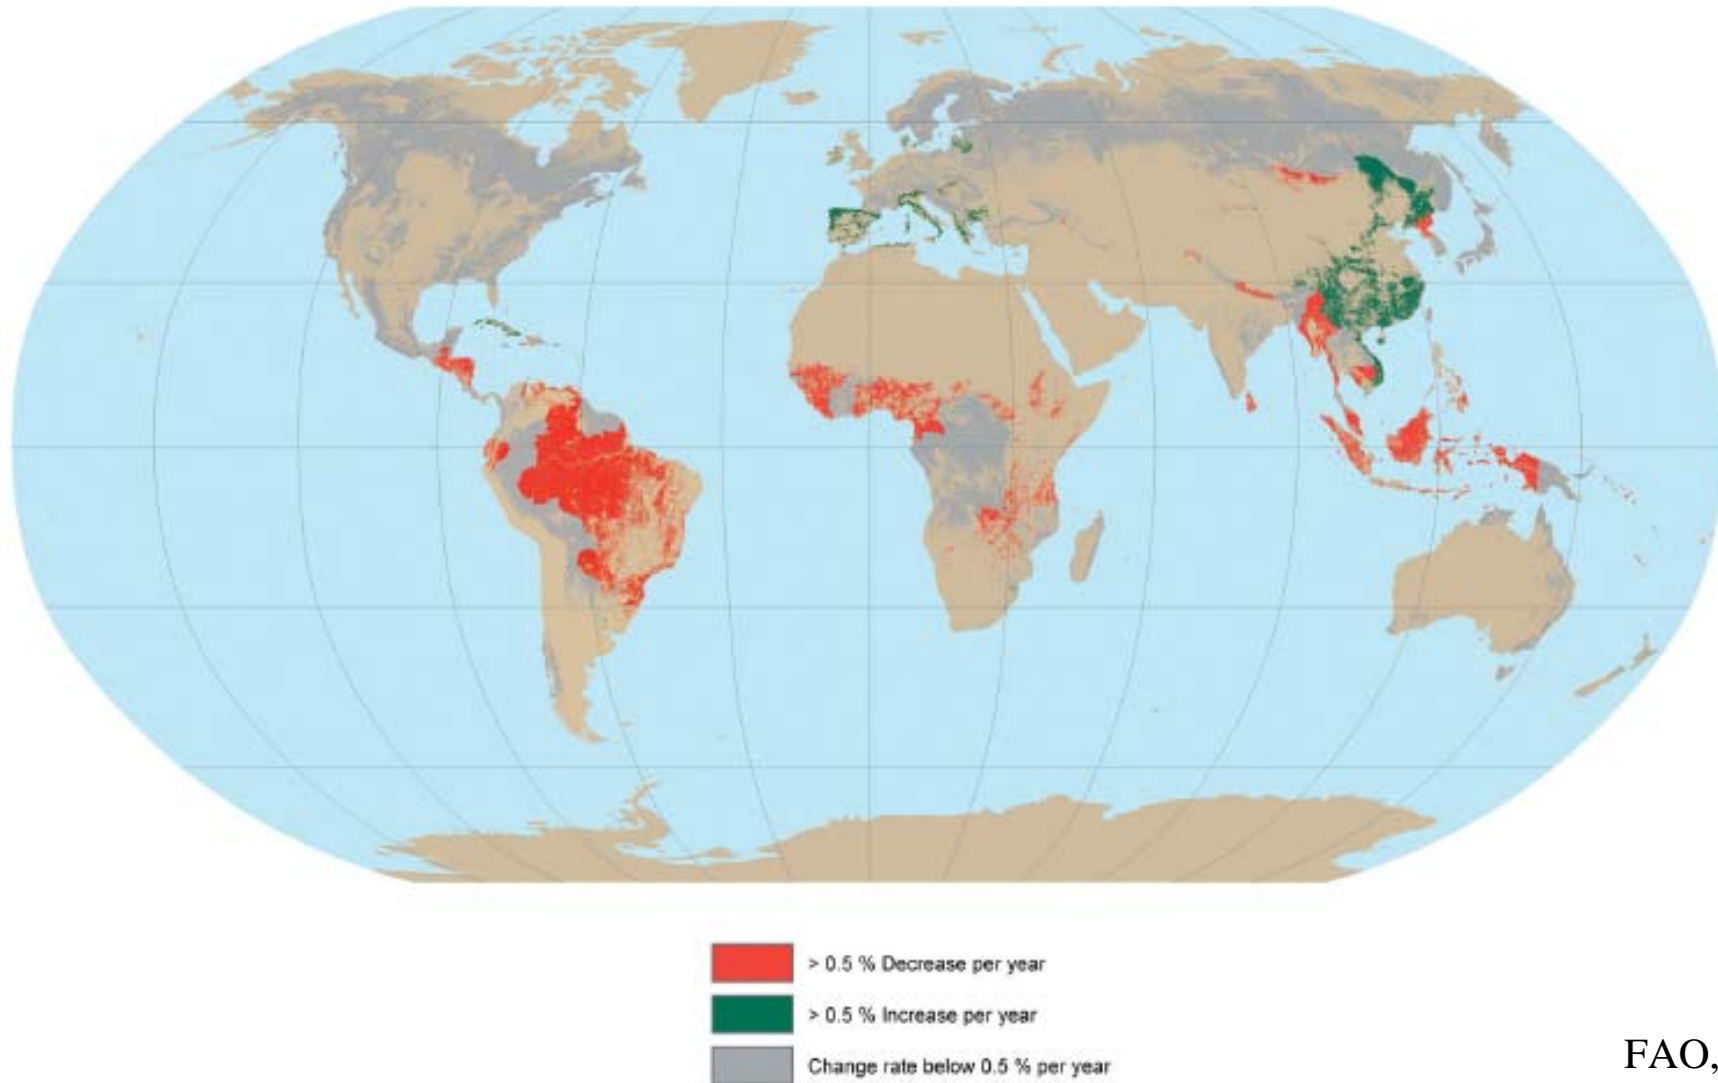 > 0.5 % Decrease per year
> 0.5 % Increase per year
Change rate below 0.5 % per year
FAO,